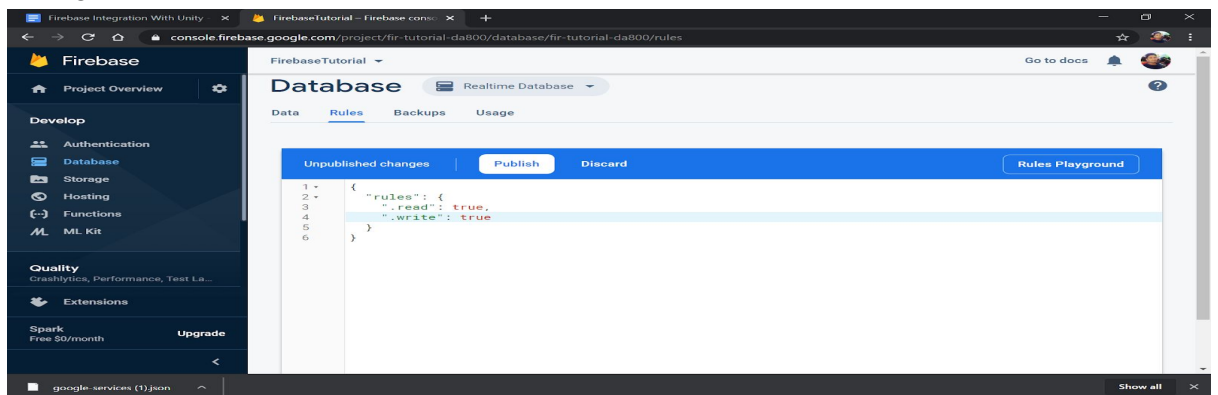 Firebase Integration With Unity
FirebaseTutorial – Firebase conso
console.firebase.google.com/project/fir-tutorial-da800/database/fir-tutorial-da800/rules
Firebase
FirebaseTutorial
Go to docs
Project Overview
Database
Realtime Database
Data Rules Backups Usage
Develop
Authentication
Database
Storage
Hosting
Functions
ML Kit
Unpublished changes Publish Discard Rules Playground
1 {
2 "rules": {
3 ".read": true,
4 ".write": true
5 }
6 }
Quality
Crashlytics, Performance, Test La...
Extensions
Spark
Free $0/month
Upgrade
google-services (1).json
Show all